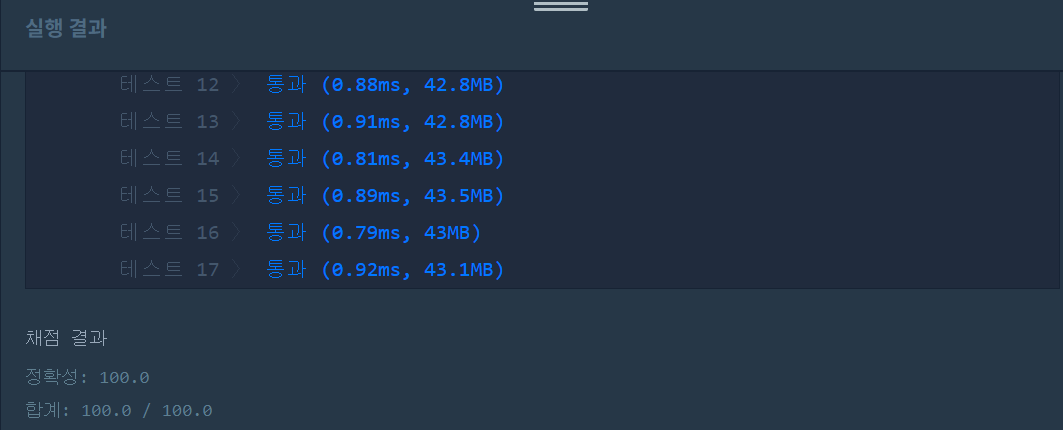 실행 결과
테스트 12 〉 통과 (0.88ms, 42.8MB)
테스트 13 〉 통과 (0.91ms, 42.8MB)
테스트 14 〉 통과 (0.81ms, 43.4MB)
테스트 15 〉 통과 (0.89ms, 43.5MB)
테스트 16 〉 통과 (0.79ms, 43MB)
테스트 17 〉 통과 (0.92ms, 43.1MB)
채점 결과
정확성: 100.0
합계: 100.0 / 100.0